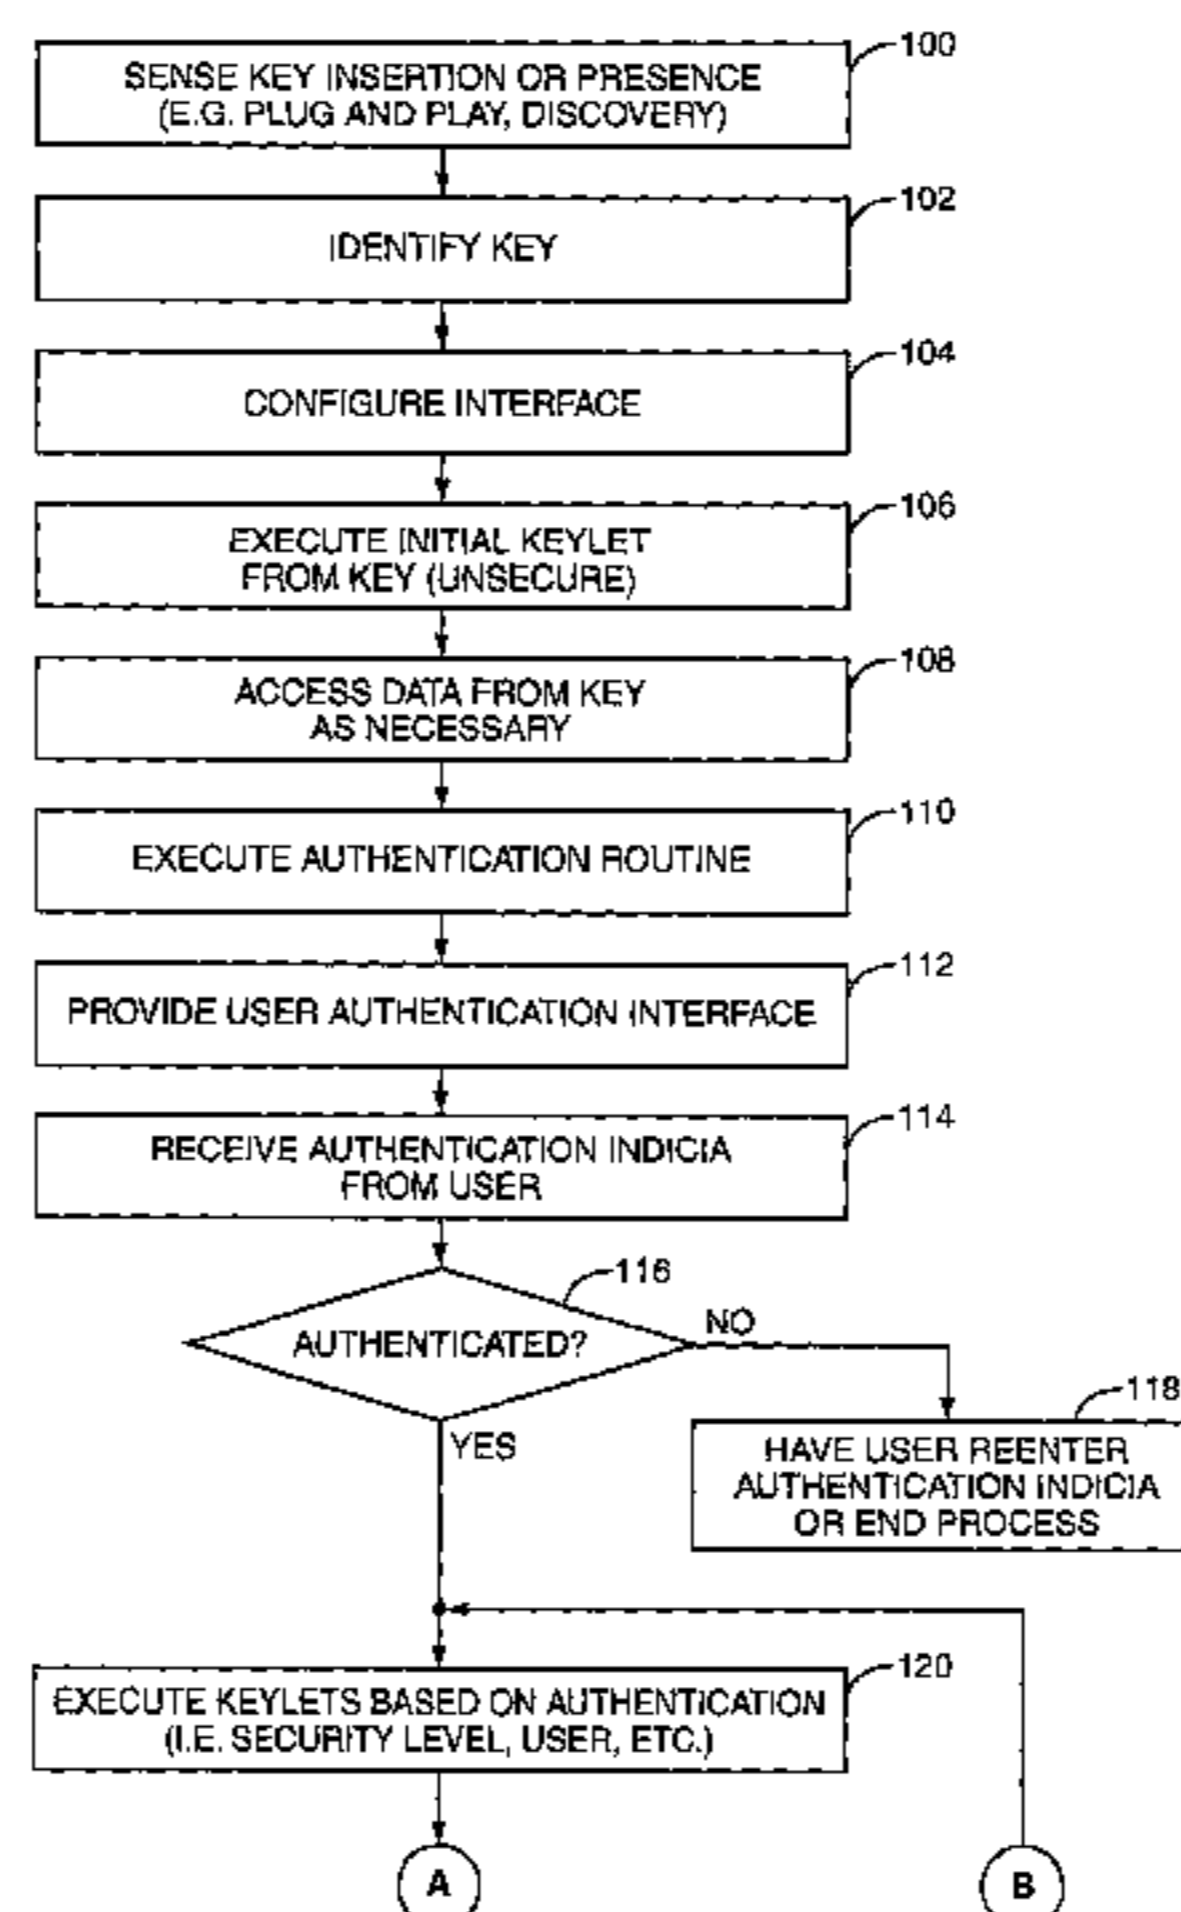 100
SENSE KEY INSERTION OR PRESENCE
(E.G. PLUG AND PLAY, DISCOVERY)
102
IDENTIFY KEY
104
CONFIGURE INTERFACE
106
EXECUTE INITIAL KEYLET
FROM KEY (UNSECURE)
108
ACCESS DATA FROM KEY
AS NECESSARY
110
EXECUTE AUTHENTICATION ROUTINE
112
PROVIDE USER AUTHENTICATION INTERFACE
114
RECEIVE AUTHENTICATION INDICIA
FROM USER
116
AUTHENTICATED?
NO
118
YES
HAVE USER REENTER
AUTHENTICATION INDICIA
OR END PROCESS
120
EXECUTE KEYLETS BASED ON AUTHENTICATION
(I.E. SECURITY LEVEL, USER, ETC.)
A
B